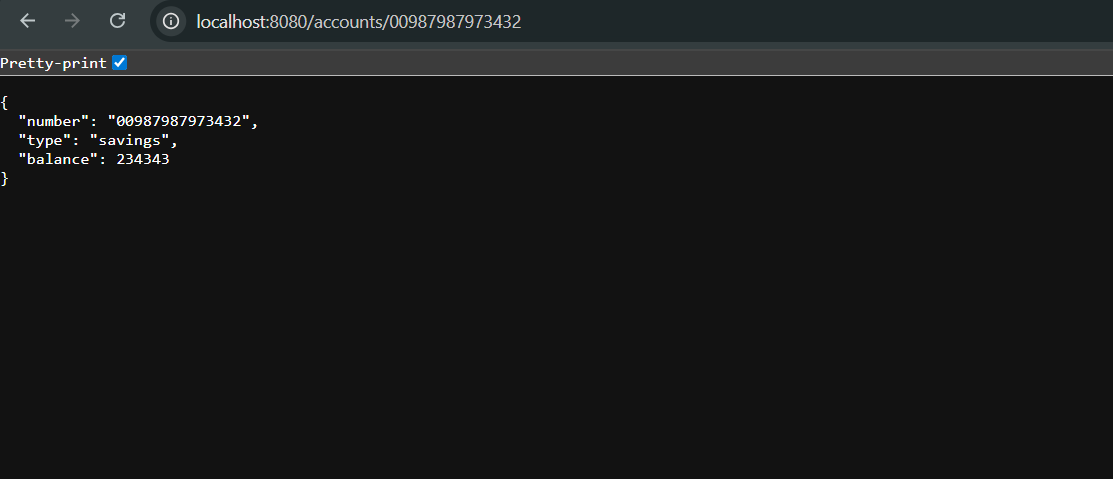 localhost:8080/accounts/00987987973432
Pretty-print
{
  "number": "00987987973432",
  "type": "savings",
  "balance": 234343
}